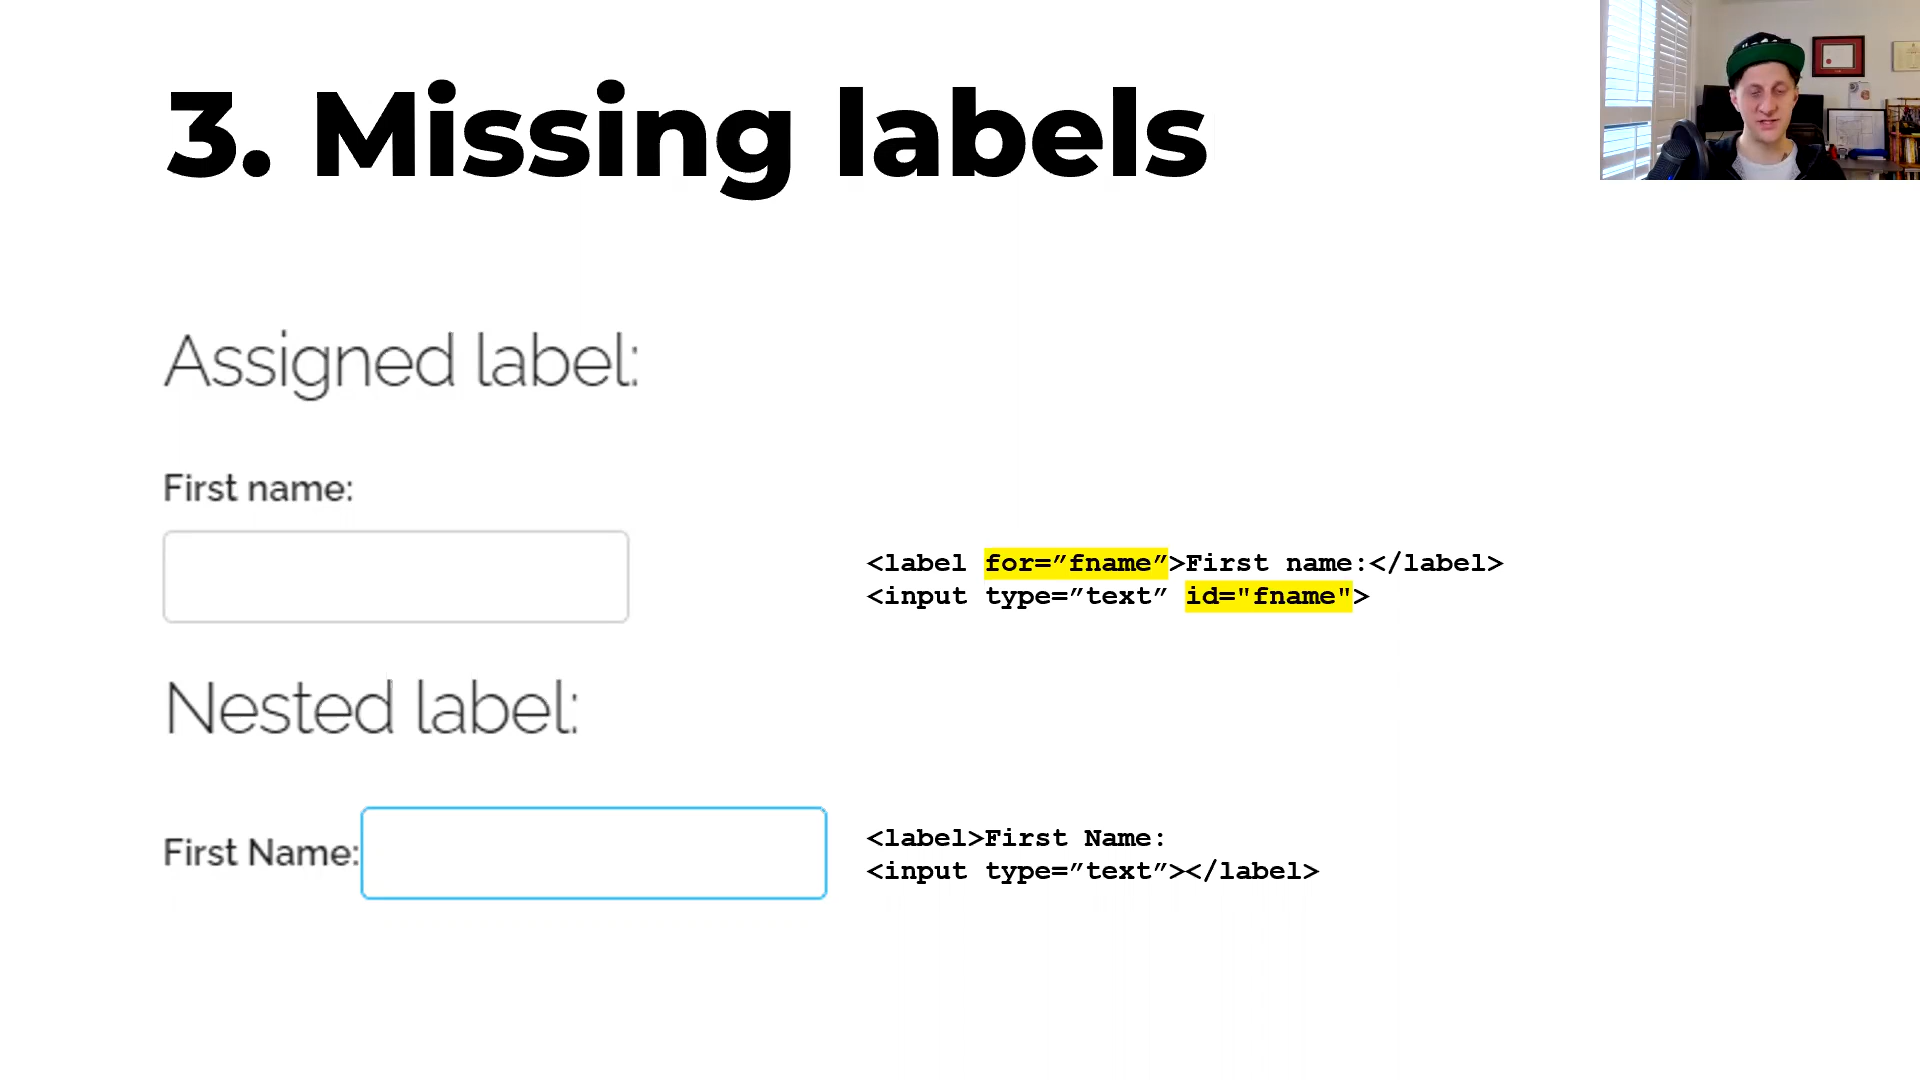 3. Missing labels
Assigned label:
First name:
<label for=”fname”>First name:</label>
<input type=”text” id="fname">
Nested label:
First Name:
<label>First Name:
<input type=”text”></label>